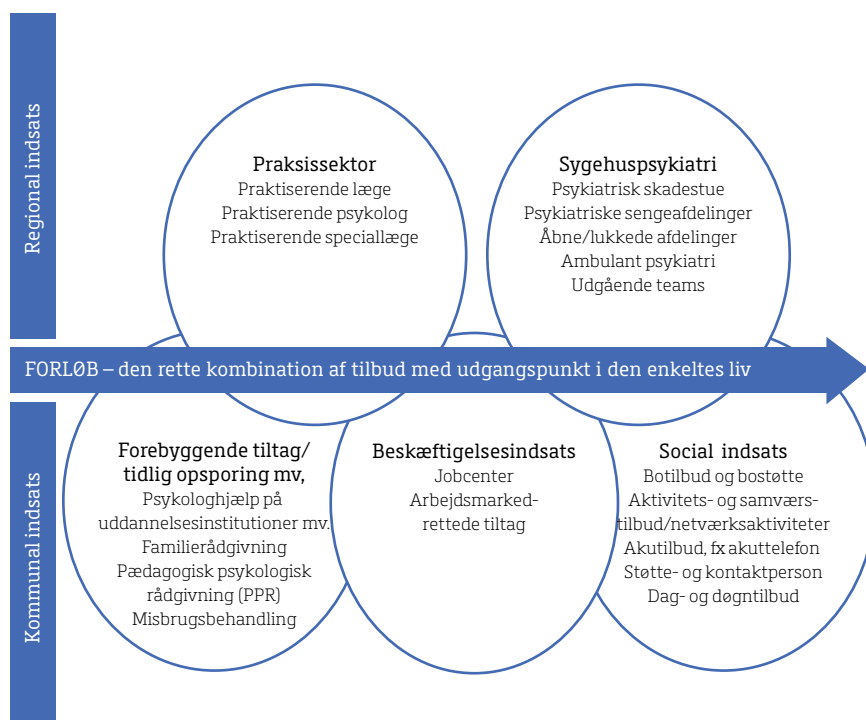 Regional indsats
Praksissektor
Praktiserende læge
Praktiserende psykolog
Praktiserende speciallæge
Sygehuspsykiatri
Psykiatrisk skadestue
Psykiatriske sengeafdelinger
Åbne/lukkede afdelinger
Ambulant psykiatri
Udgående teams
FORLØB – den rette kombination af tilbud med udgangspunkt i den enkeltes liv
Kommunal indsats
Forebyggende tiltag/
tidlig opsporing mv,
Psykologhjælp på
uddannelsesinstitutioner mv.
Familierådgivning
Pædagogisk psykologisk
rådgivning (PPR)
Misbrugsbehandling
Beskæftigelsesindsats
Jobcenter
Arbejdsmarked-
rettede tiltag
Social indsats
Botilbud og bostøtte
Aktivitets- og samværs-
tilbud/netværksaktiviteter
Akutilbud, fx akuttelefon
Støtte- og kontaktperson
Dag- og døgntilbud